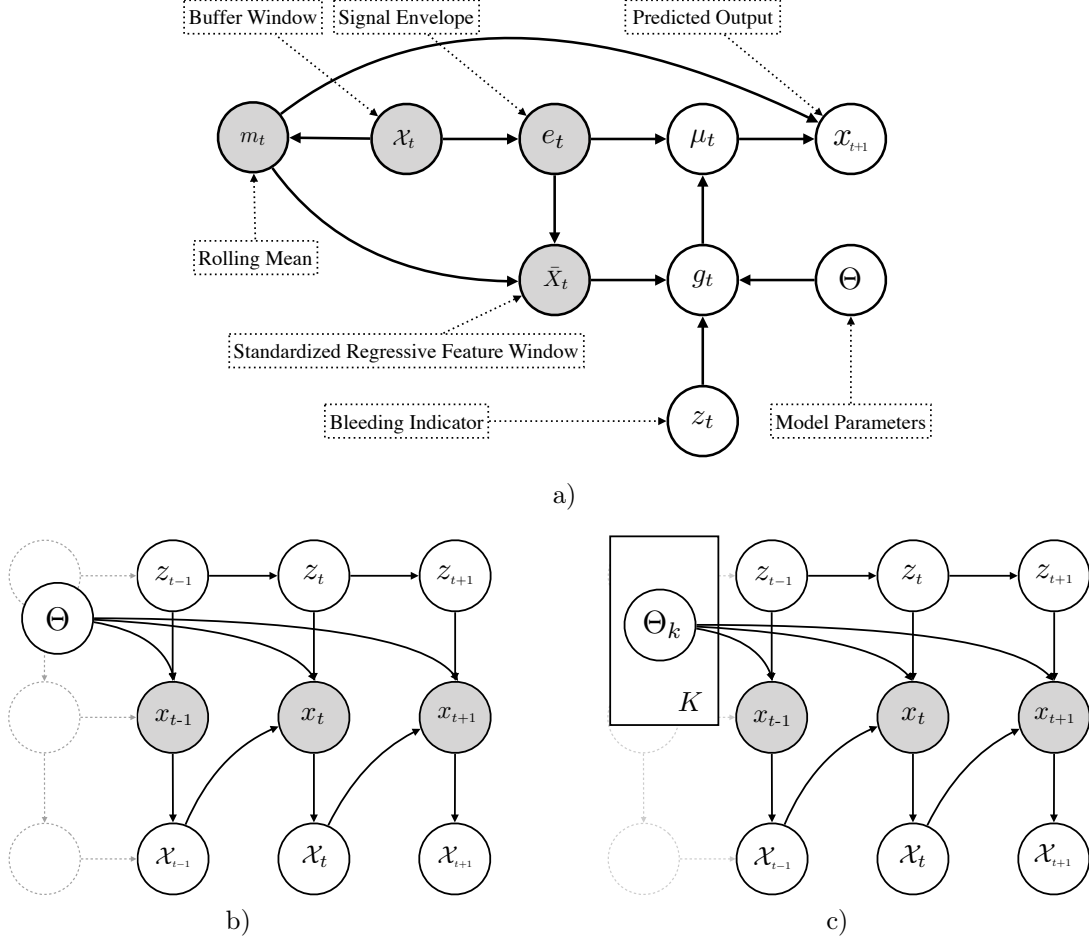 a)
Buffer Window Signal Envelope Predicted Output
m_t 𝒳_t e_t μ_t x_{t+1}
Rolling Mean
X̄_t g_t Θ
Standardized Regressive Feature Window
Bleeding Indicator z_t Model Parameters
a)
z_{t-1} z_t z_{t+1} z_{t-1} z_t z_{t+1}
Θ Θ_k
K
x_{t-1} x_t x_{t+1} x_{t-1} x_t x_{t+1}
𝒳_{t-1} 𝒳_t 𝒳_{t+1} 𝒳_{t-1} 𝒳_t 𝒳_{t+1}
b) c)